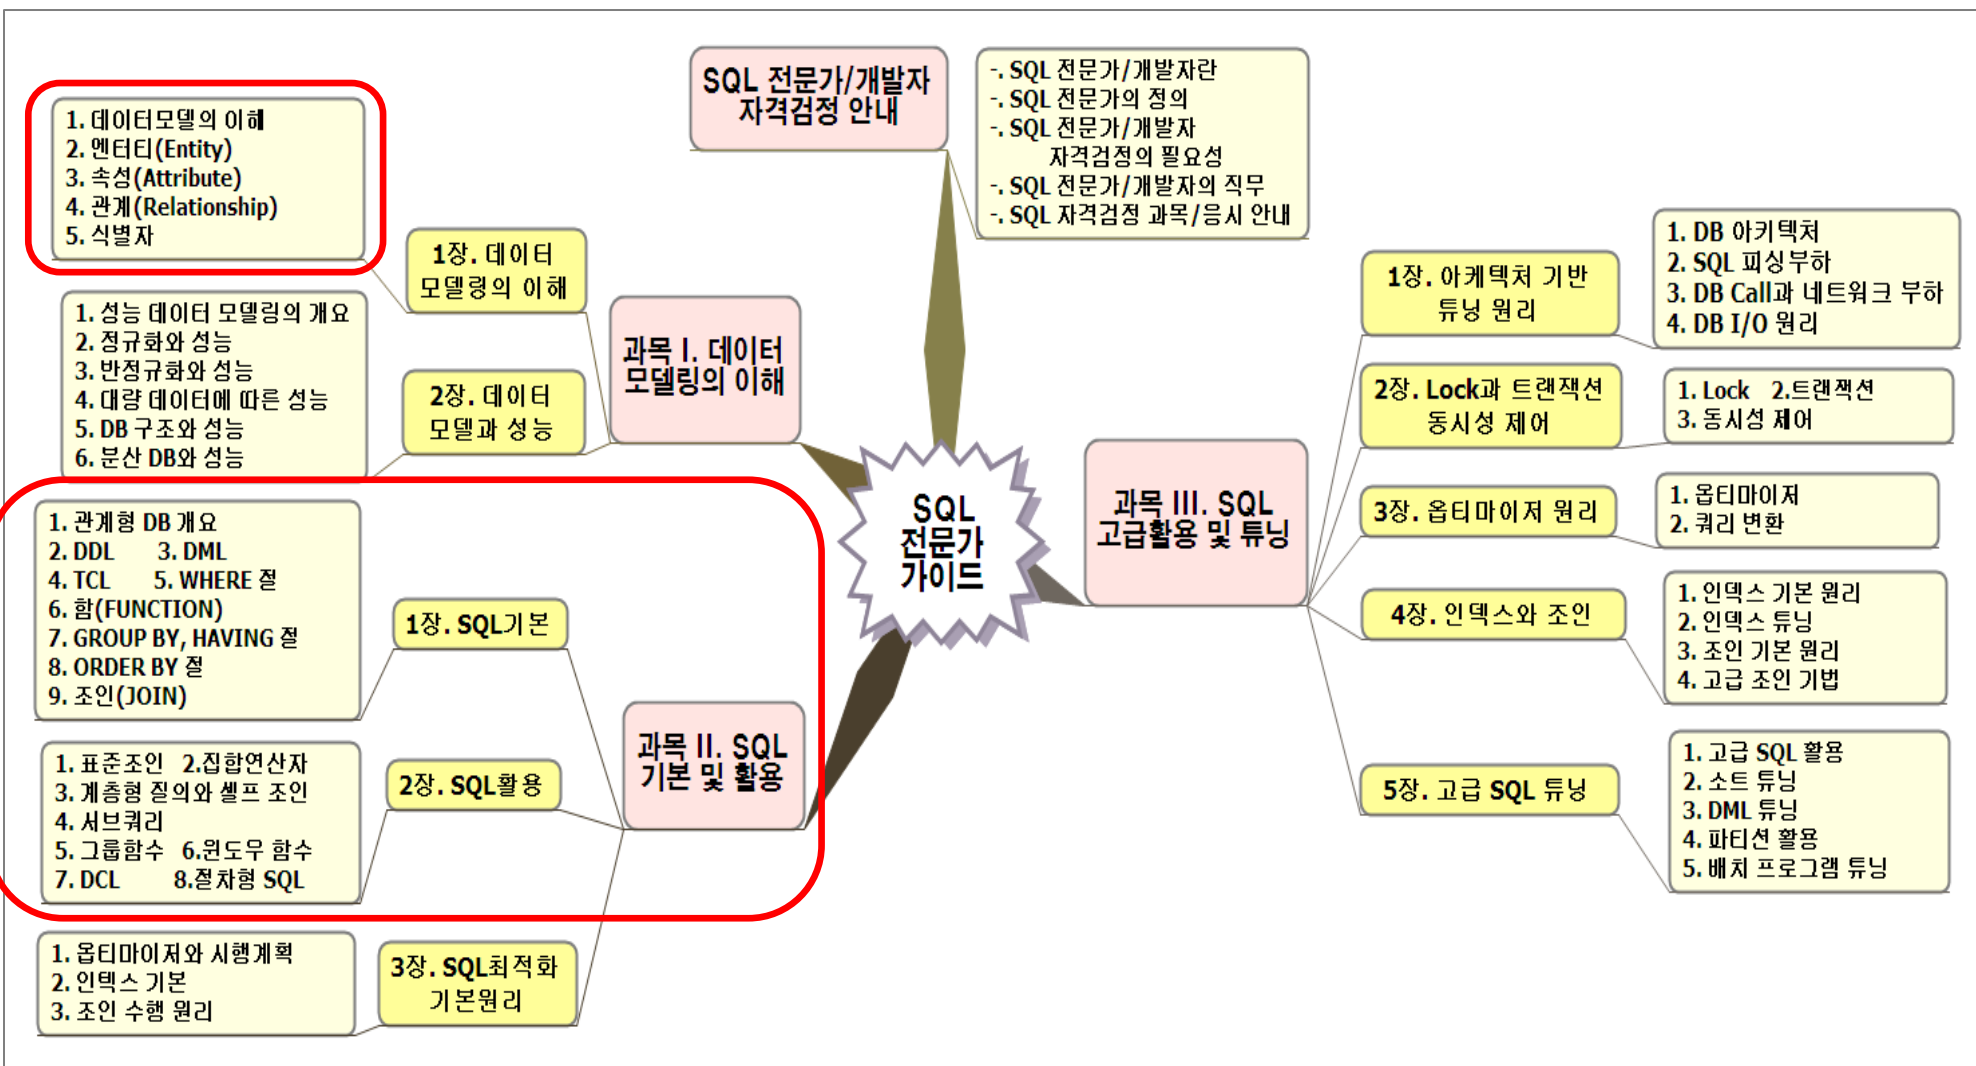 SQL 전문가/개발자
자격검정 안내
-. SQL 전문가/개발자란
-. SQL 전문가의 정의
-. SQL 전문가/개발자
자격검정의 필요성
-. SQL 전문가/개발자의 직무
-. SQL 자격검정 과목/응시 안내
1. 데이터모델의 이해
2. 엔터티(Entity)
3. 속성(Attribute)
4. 관계(Relationship)
5. 식별자
1장. 데이터
모델령의 이해
1. 성능 데이터 모델링의 개요
2. 정규화와 성능
3. 반정규화와 성능
4. 대량 데이터에 따른 성능
5. DB 구조와 성능
6. 분산 DB와 성능
2장. 데이터
모델과 성능
과목 I. 데이터
모델링의 이해
SQL
전문가
가이드
1. 관계형 DB 개요
2. DDL 3. DML
4. TCL 5. WHERE 절
6. 함(FUNCTION)
7. GROUP BY, HAVING 절
8. ORDER BY 절
9. 조인(JOIN)
1장. SQL기본
1. 표준조인 2.집합연산자
3. 계층형 질의와 셀프 조인
4. 서브쿼리
5. 그룹함수 6.윈도우 함수
7. DCL 8.절차형 SQL
2장. SQL활용
과목 II. SQL
기본 및 활용
1. 옵티마이저와 시행계획
2. 인텍스 기본
3. 조인 수행 원리
3장. SQL최적화
기본원리
과목 III. SQL
고급활용 및 튜닝
1장. 아케텍처 기반
튜닝 원리
1. DB 아키텍처
2. SQL 피싱부하
3. DB Call과 네트워크 부하
4. DB I/O 원리
2장. Lock과 트랜잭션
동시성 제어
1. Lock 2.트랜잭션
3. 동시성 제어
3장. 옵티마이저 원리
1. 옵티마이저
2. 쿼리 변환
4장. 인덱스와 조인
1. 인덱스 기본 원리
2. 인덱스 튜닝
3. 조인 기본 원리
4. 고급 조인 기법
5장. 고급 SQL 튜닝
1. 고급 SQL 활용
2. 소트 튜닝
3. DML 튜닝
4. 파티션 활용
5. 배치 프로그램 튜닝